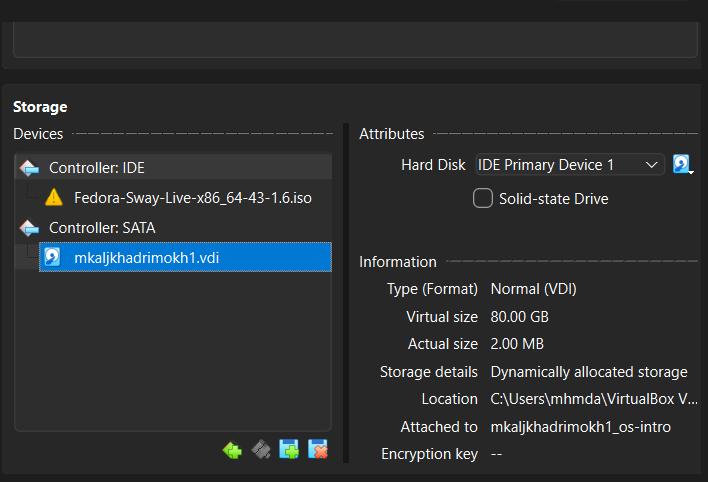 Storage
Devices
Controller: IDE
Fedora-Sway-Live-x86_64-43-1.6.iso
Controller: SATA
mkaljkhadrimokh1.vdi
Attributes
Hard Disk IDE Primary Device 1
Solid-state Drive
Information
Type (Format) Normal (VDI)
Virtual size 80.00 GB
Actual size 2.00 MB
Storage details Dynamically allocated storage
Location C:\Users\mhmda\VirtualBox V...
Attached to mkaljkhadrimokh1_os-intro
Encryption key --